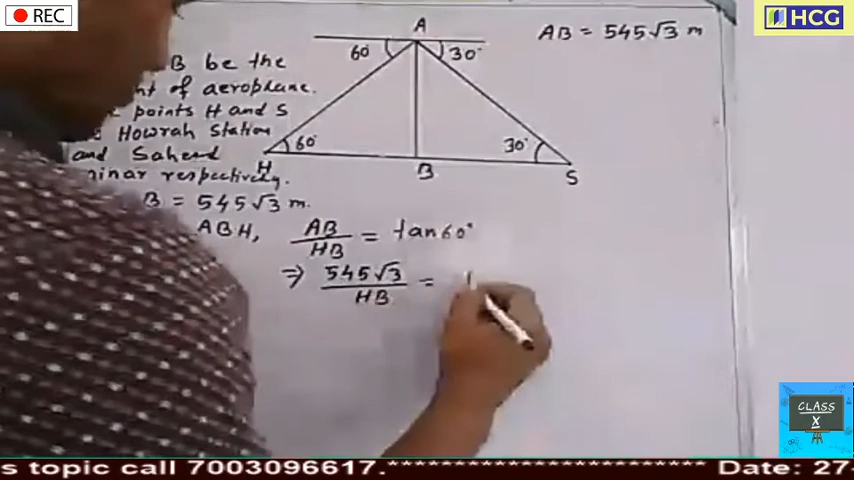 REC
HCG
A
AB = 545√3 m
60
30°
B be the
of aeroplane.
points H and S
Howrah Station
and Saheed
minar respectively.
60°
30°
H
B
S
B = 545√3 m.
ABH, AB/HB = tan60°
⇒ 545√3/HB =
CLASS
X
s topic call 7003096617.************************* Date: 27-